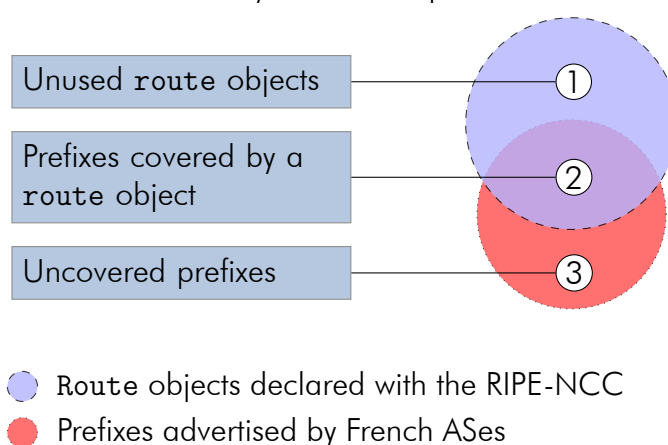 Unused route objects
1
Prefixes covered by a
route object
2
Uncovered prefixes
3
Route objects declared with the RIPE-NCC
Prefixes advertised by French ASes